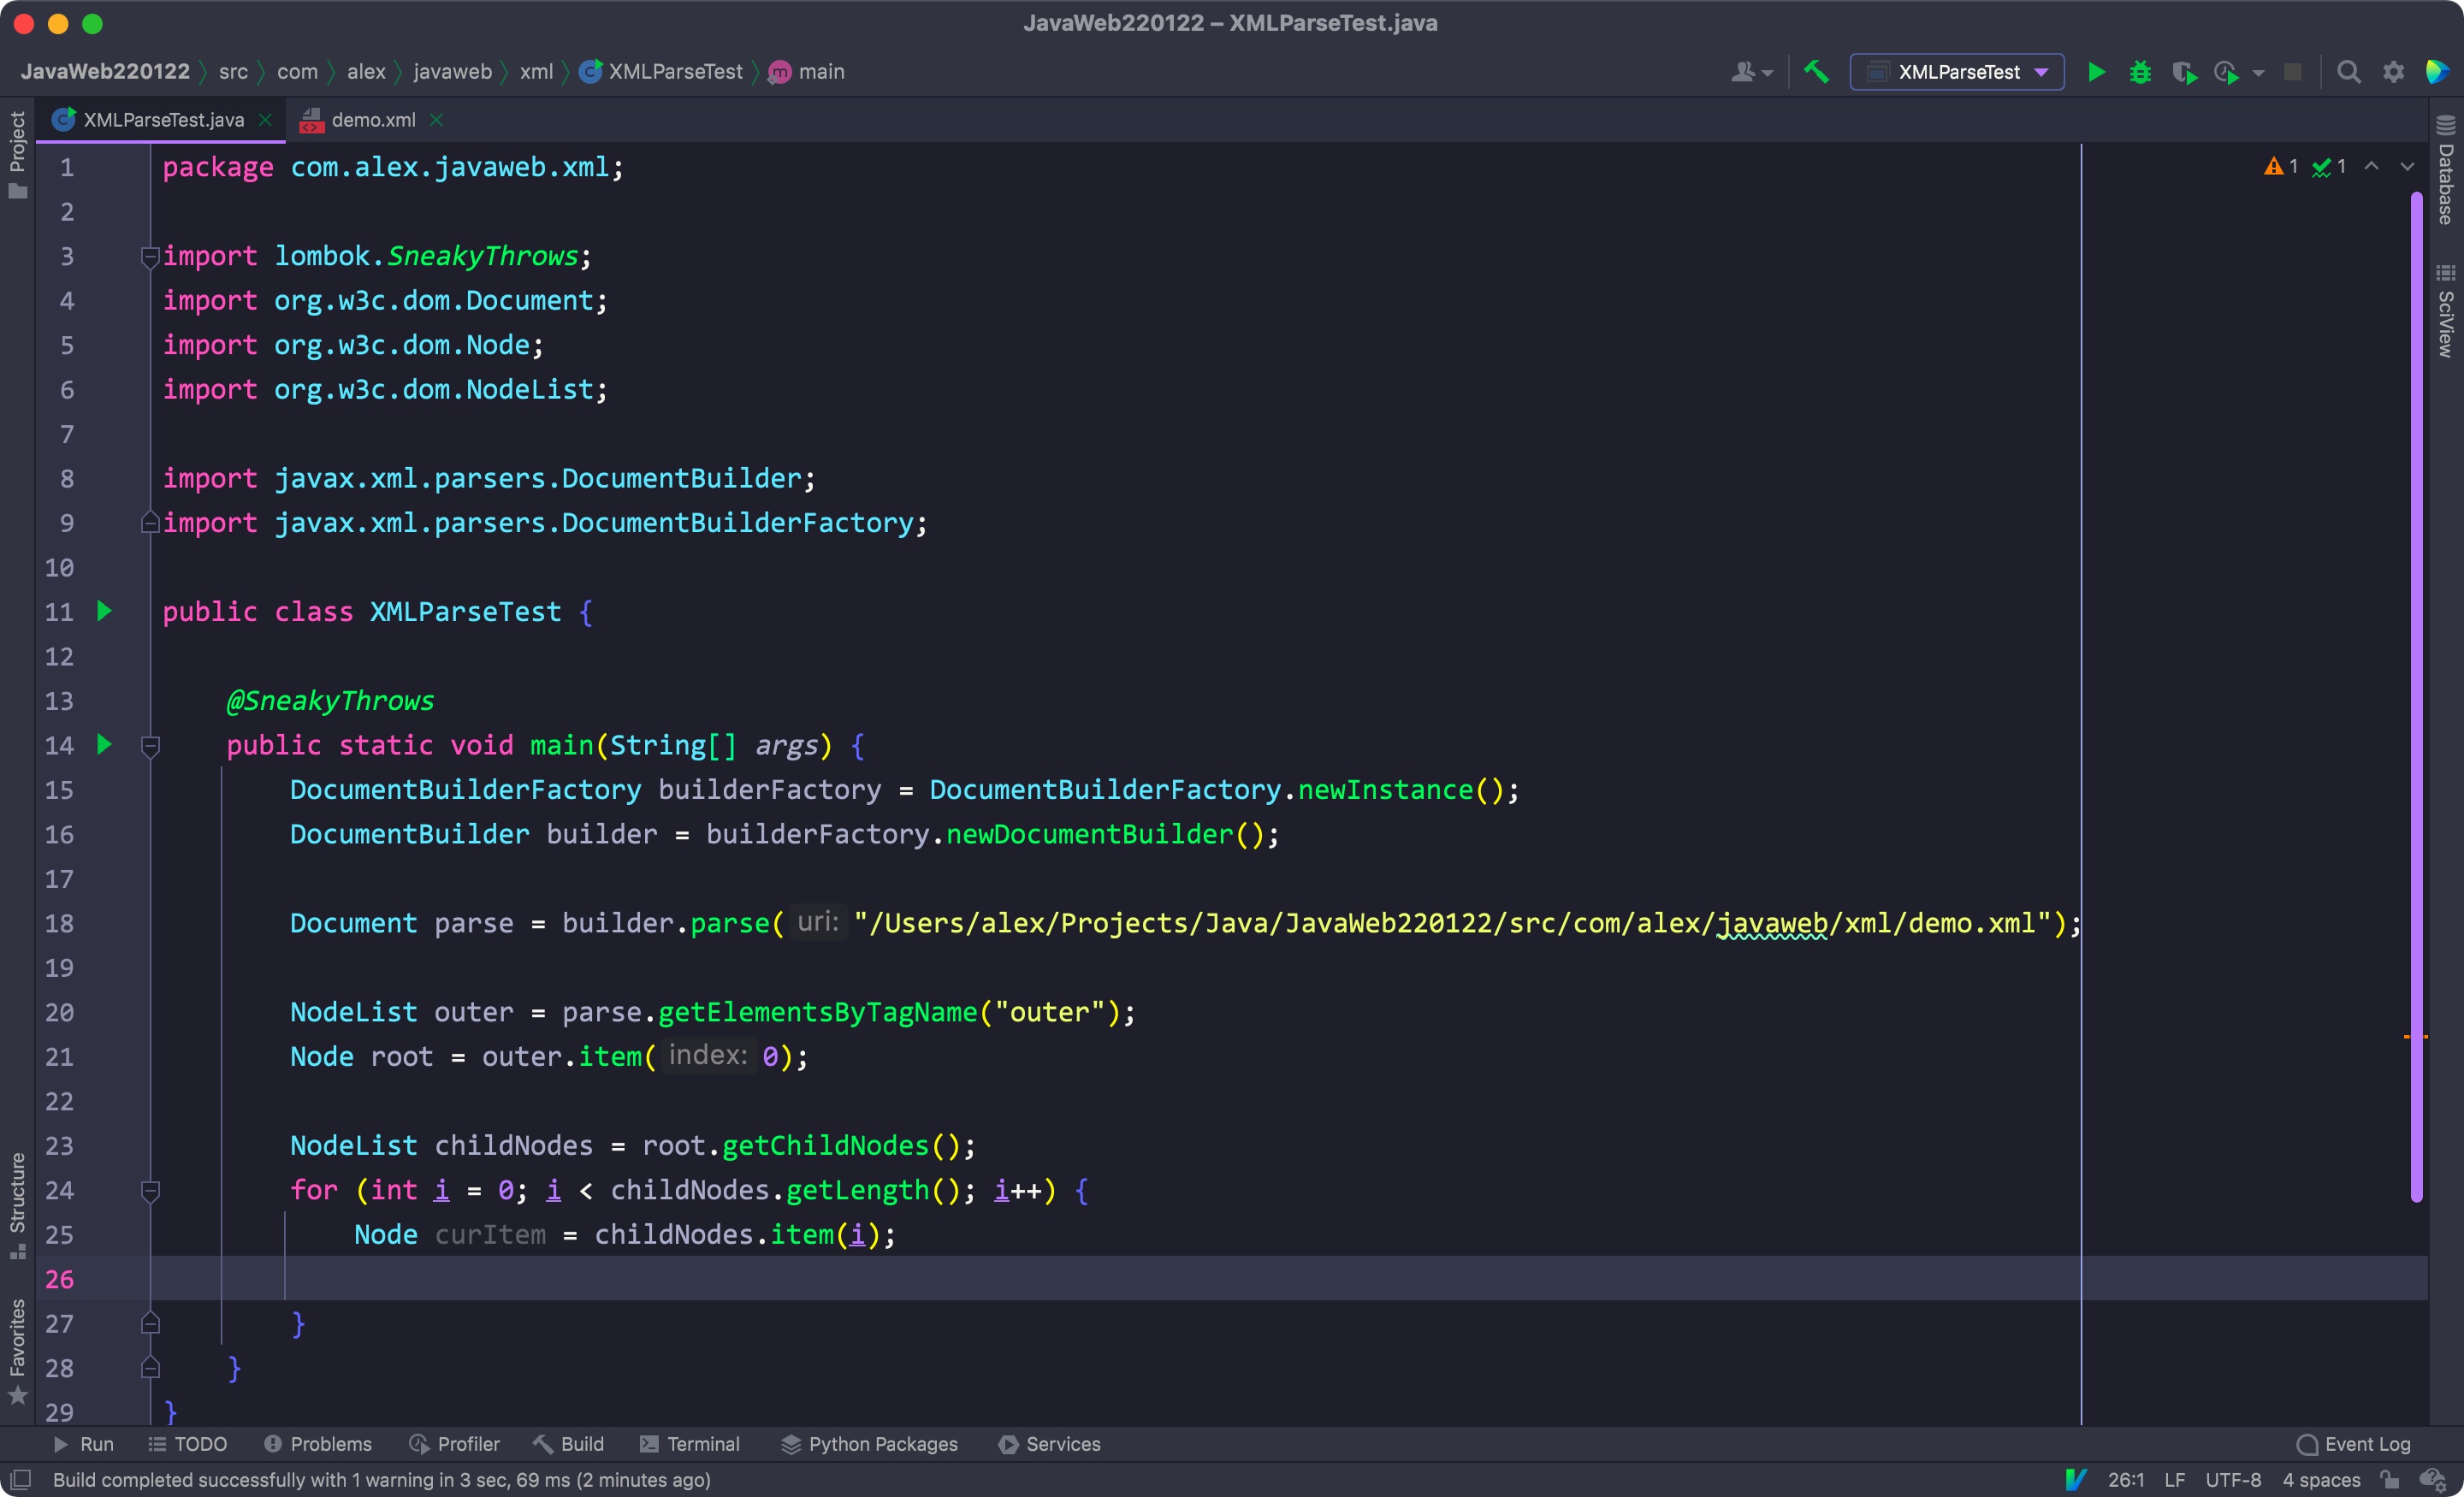 JavaWeb220122 – XMLParseTest.java
JavaWeb220122 src com alex javaweb xml XMLParseTest m main
XMLParseTest
XMLParseTest.java demo.xml
Project
Structure
Favorites
Database
SciView
1 1
1 package com.alex.javaweb.xml;
2
3 import lombok.SneakyThrows;
4 import org.w3c.dom.Document;
5 import org.w3c.dom.Node;
6 import org.w3c.dom.NodeList;
7
8 import javax.xml.parsers.DocumentBuilder;
9 import javax.xml.parsers.DocumentBuilderFactory;
10
11 public class XMLParseTest {
12
13 @SneakyThrows
14 public static void main(String[] args) {
15 DocumentBuilderFactory builderFactory = DocumentBuilderFactory.newInstance();
16 DocumentBuilder builder = builderFactory.newDocumentBuilder();
17
18 Document parse = builder.parse( uri: "/Users/alex/Projects/Java/JavaWeb220122/src/com/alex/javaweb/xml/demo.xml");
19
20 NodeList outer = parse.getElementsByTagName("outer");
21 Node root = outer.item( index: 0);
22
23 NodeList childNodes = root.getChildNodes();
24 for (int i = 0; i < childNodes.getLength(); i++) {
25 Node curItem = childNodes.item(i);
26
27 }
28 }
29 }
Run TODO Problems Profiler Build Terminal Python Packages Services Event Log
Build completed successfully with 1 warning in 3 sec, 69 ms (2 minutes ago) 26:1 LF UTF-8 4 spaces